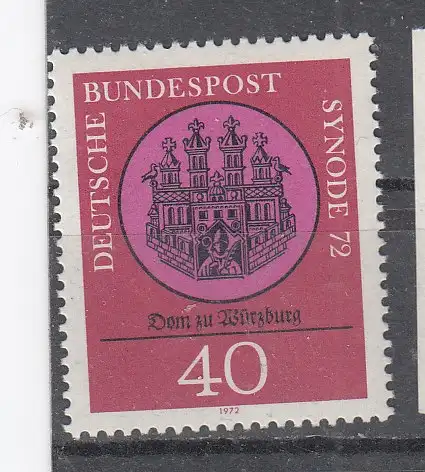 DEUTSCHE
BUNDESPOST
SYNODE 72
Dom zu Würzburg
40
1972